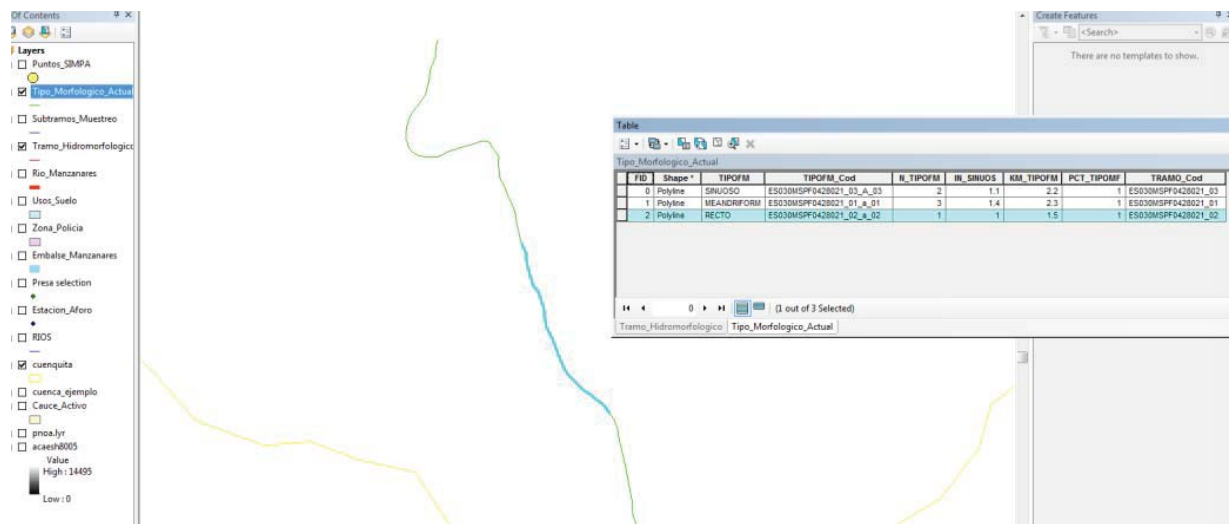 Of Contents
Layers
Puntos_SIMPA
Tipo_Morfologico_Actual
Subtramos_Muestreo
Tramo_Hidromorfologico
Rio_Manzanares
Usos_Suelo
Zona_Policia
Embalse_Manzanares
Presa selection
Estacion_Aforo
RIOS
cuenquita
cuenca_ejemplo
Cauce_Activo
pnoa.lyr
acaesh8005
Value
High : 14495
Low : 0
Create Features
<Search>
There are no templates to show.
Table
Tipo_Morfologico_Actual
FID Shape * TIPOFM TIPOFM_Cod N_TIPOFM IN_SINUOS KM_TIPOFM PCT_TIPOMF TRAMO_Cod
0 Polyline SINUOSO ES030MSPF0428021_03_A_03 2 1.1 2.2 1 ES030MSPF0428021_03
1 Polyline MEANDRIFORM ES030MSPF0428021_01_a_01 3 1.4 2.3 1 ES030MSPF0428021_01
2 Polyline RECTO ES030MSPF0428021_02_a_02 1 1 1.5 1 ES030MSPF0428021_02
0 (1 out of 3 Selected)
Tramo_Hidromorfologico Tipo_Morfologico_Actual